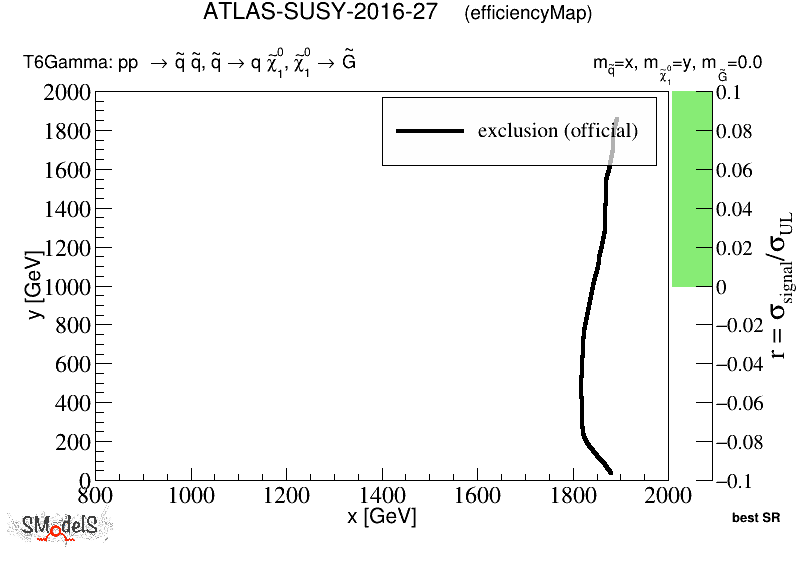 ATLAS-SUSY-2016-27 (efficiencyMap)
T6Gamma: pp → q̃ q̃, q̃ → q χ̃₁⁰, χ̃₁⁰ → G̃
m_q̃=x, m_χ̃₁⁰=y, m_G̃=0.0
exclusion (official)
2000
1800
1600
1400
1200
1000
800
600
400
200
0
y [GeV]
800 1000 1200 1400 1600 1800 2000
x [GeV]
0.1
0.08
0.06
0.04
0.02
0
−0.02
−0.04
−0.06
−0.08
−0.1
r = σ_signal/σ_UL
SModelS
best SR